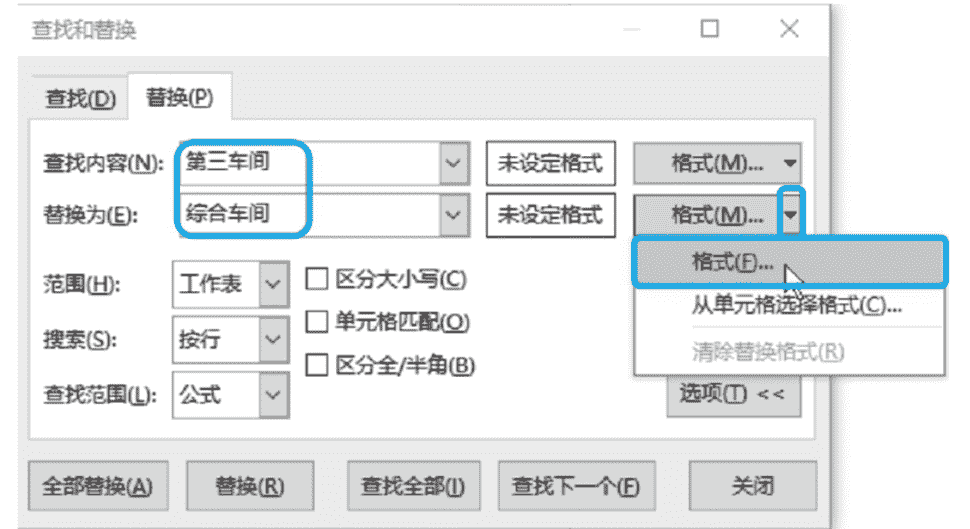 查找和替换
查找(D) 替换(P)
查找内容(N): 第三车间 未设定格式 格式(M)...
替换为(E): 综合车间 未设定格式 格式(M)...
格式(F)...
范围(H): 工作表 区分大小写(C)
从单元格选择格式(C)...
搜索(S): 按行 单元格匹配(O)
清除替换格式(R)
区分全/半角(B)
查找范围(L): 公式 选项(T) <<
全部替换(A) 替换(R) 查找全部(I) 查找下一个(F) 关闭